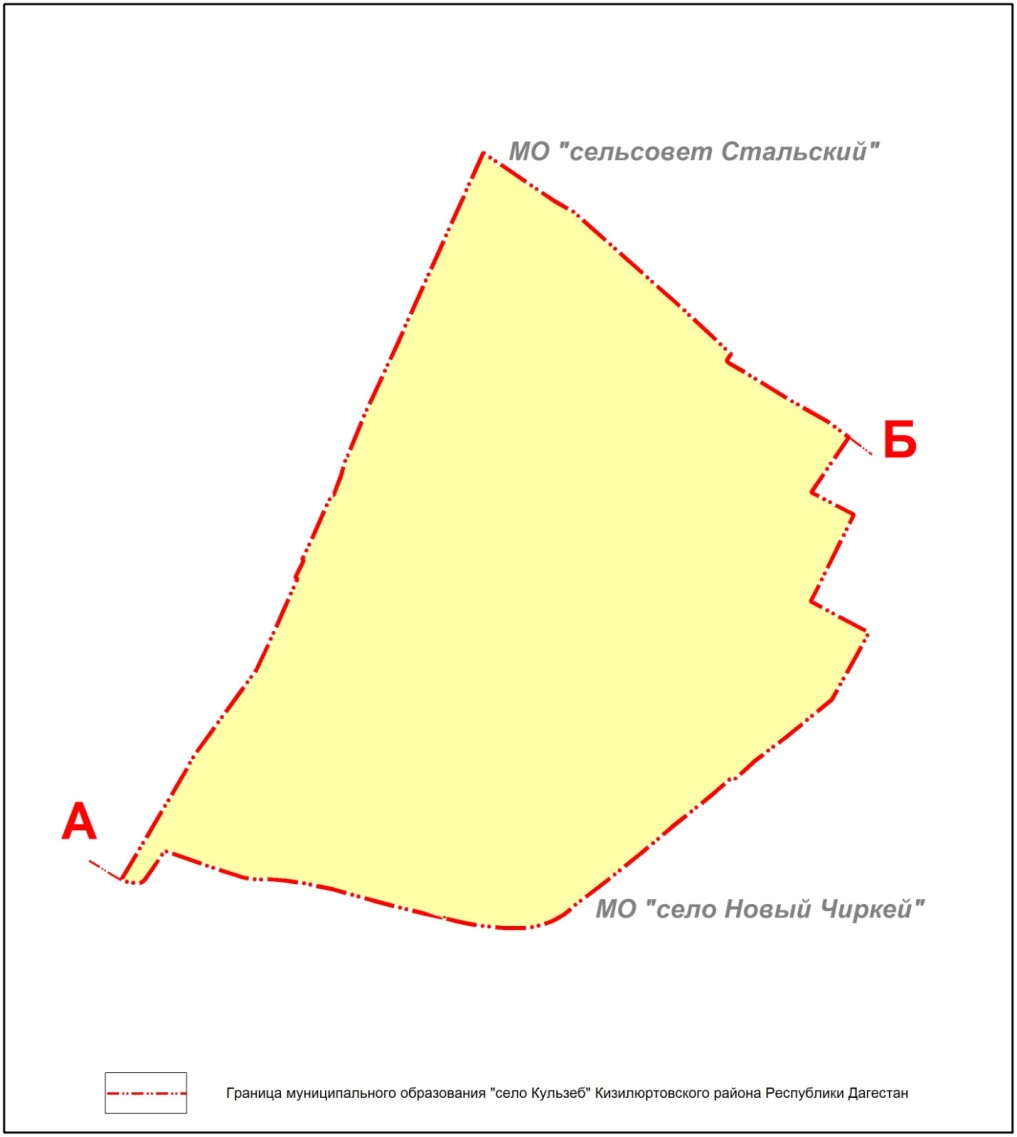 МО "сельсовет Стальский"
Б
А
МО "село Новый Чиркей"
Граница муниципального образования "село Кульзеб" Кизилюртовского района Республики Дагестан